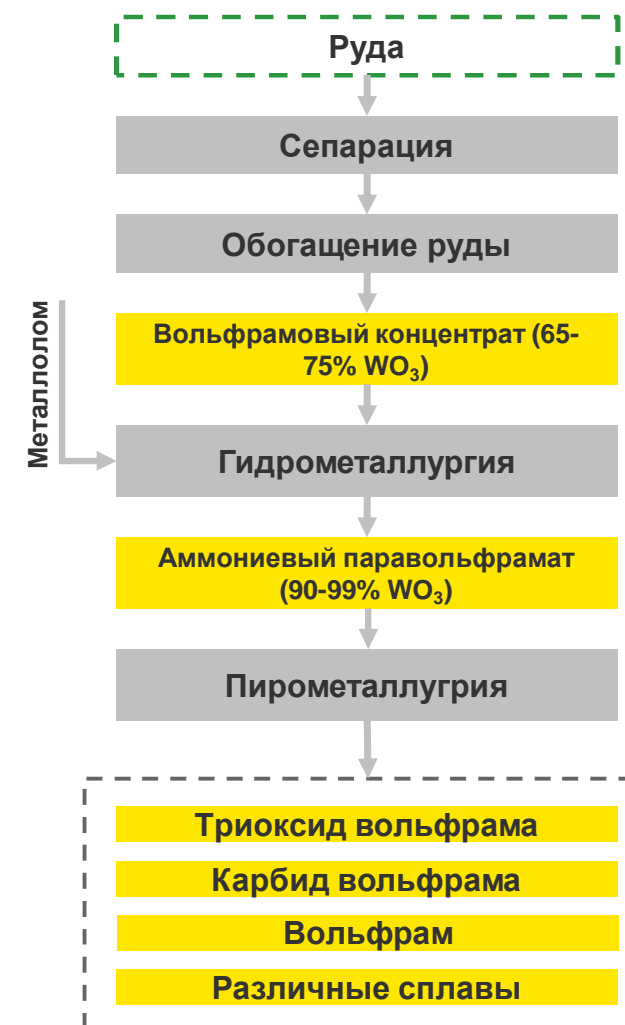 Руда
Сепарация
Обогащение руды
Вольфрамовый концентрат (65-
75% WO₃)
Металлолом
Гидрометаллургия
Аммониевый паравольфрамат
(90-99% WO₃)
Пирометаллугрия
Триоксид вольфрама
Карбид вольфрама
Вольфрам
Различные сплавы